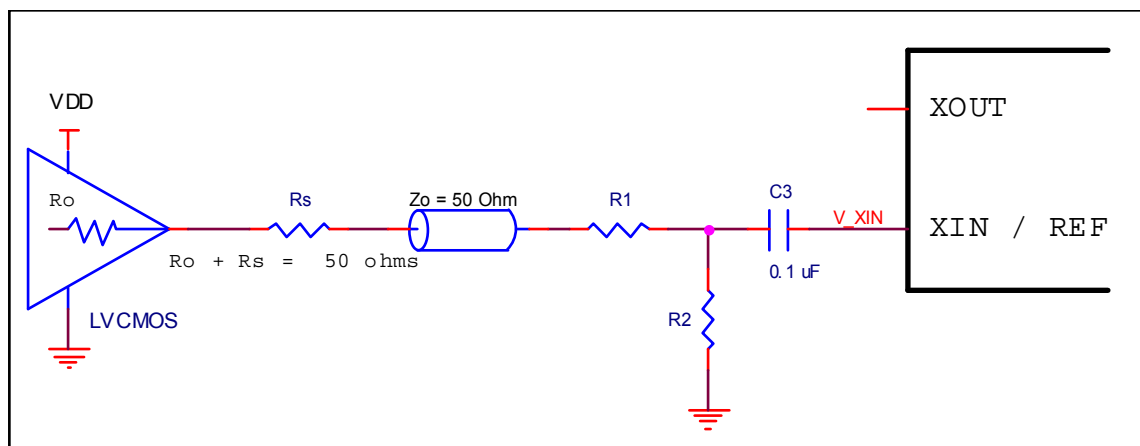 VDD
XOUT
Ro
Rs
Zo = 50 Ohm
R1
C3
V_XIN
XIN / REF
Ro + Rs = 50 ohms
0.1 uF
LVCMOS
R2